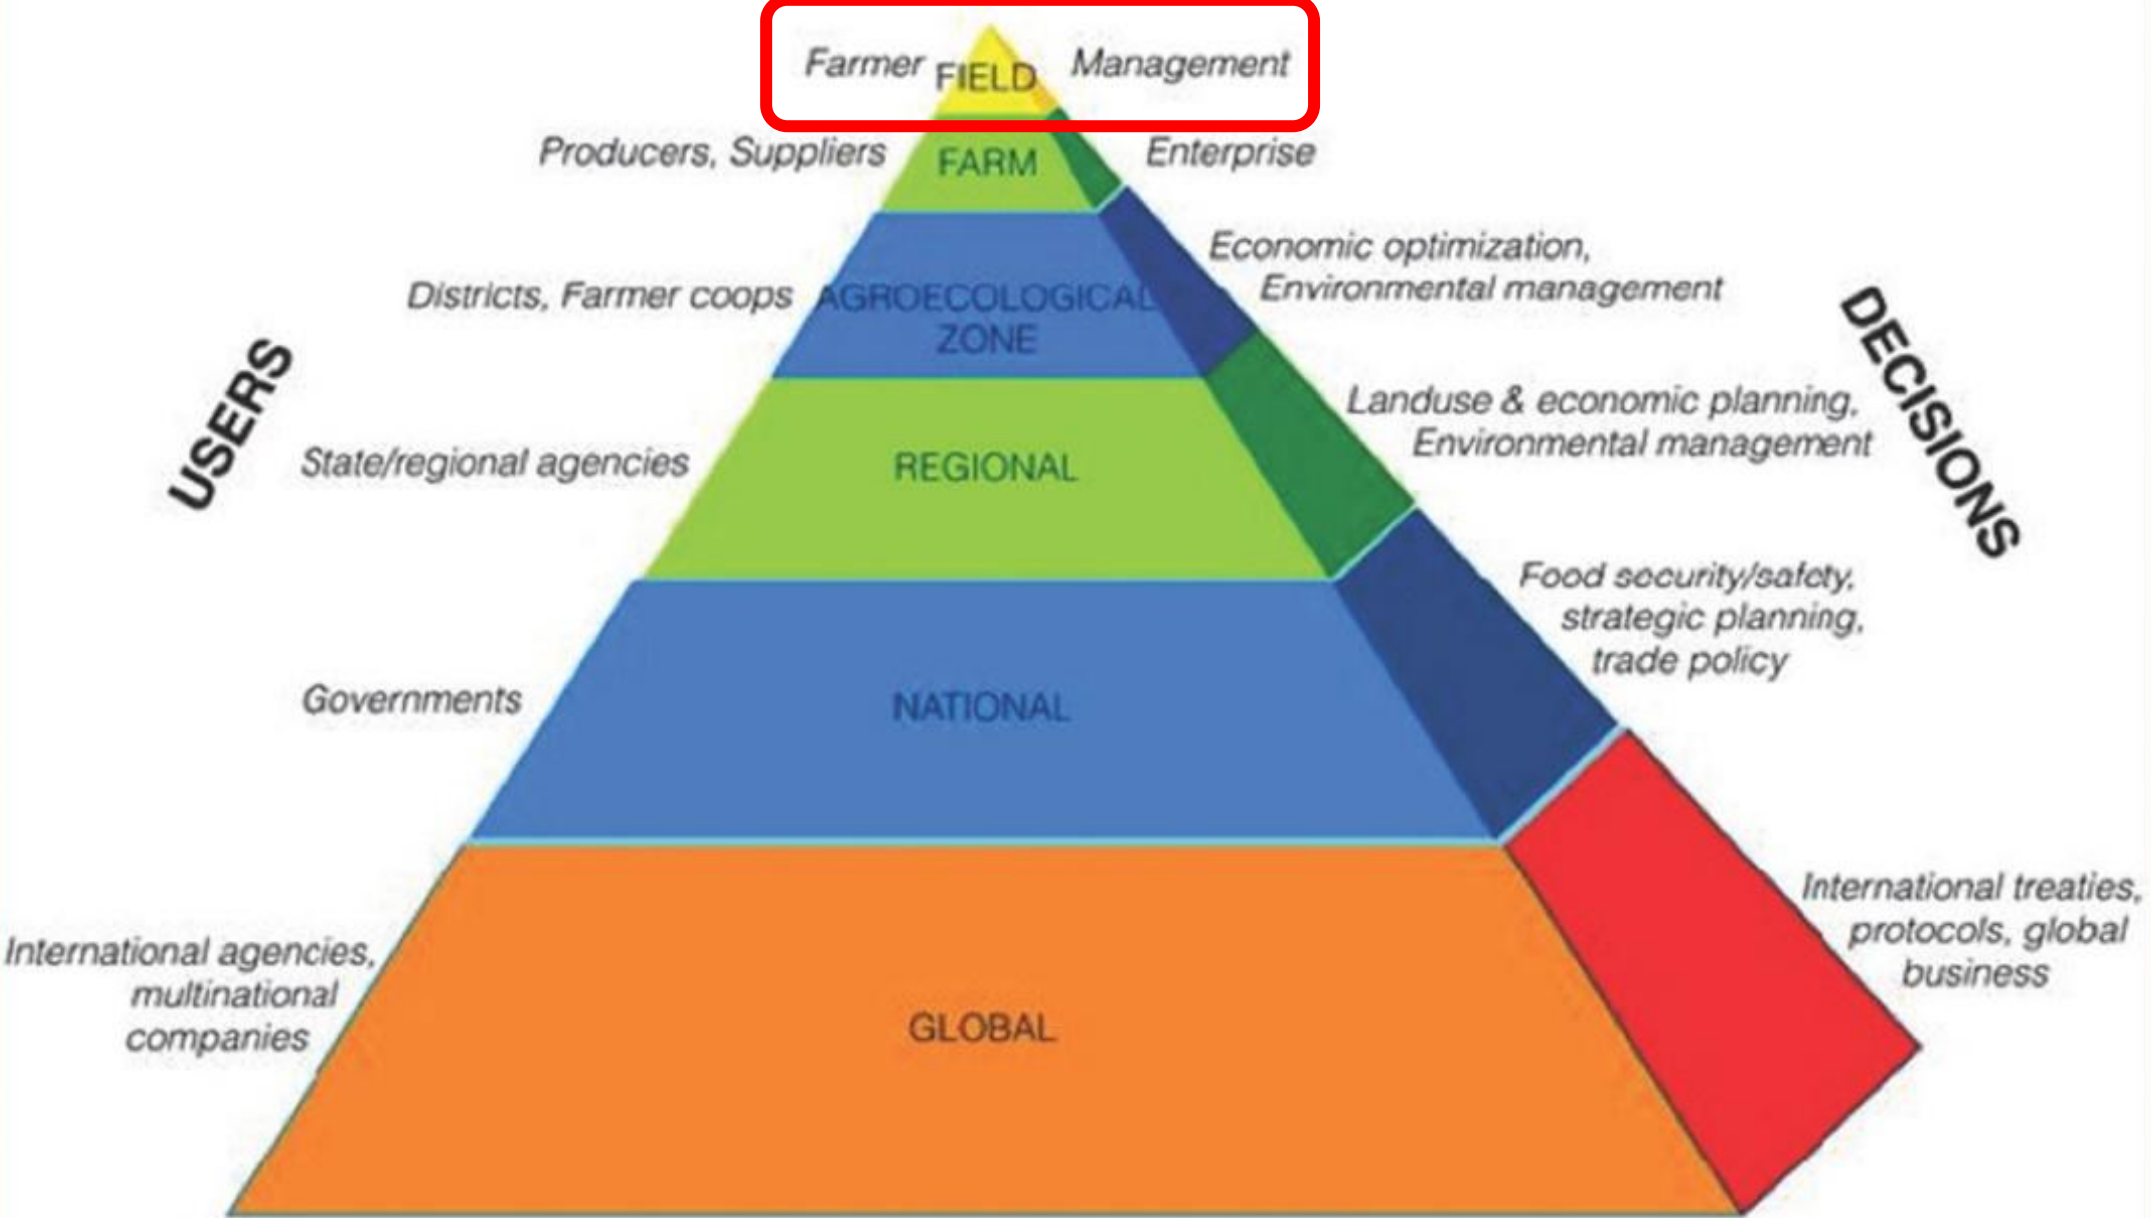 Farmer FIELD Management
Producers, Suppliers FARM Enterprise
Economic optimization,
Environmental management
Districts, Farmer coops AGROECOLOGICAL
ZONE
USERS
DECISIONS
Landuse & economic planning,
Environmental management
State/regional agencies REGIONAL
Food security/safety,
strategic planning,
trade policy
Governments NATIONAL
International treaties,
protocols, global
business
International agencies,
multinational
companies
GLOBAL